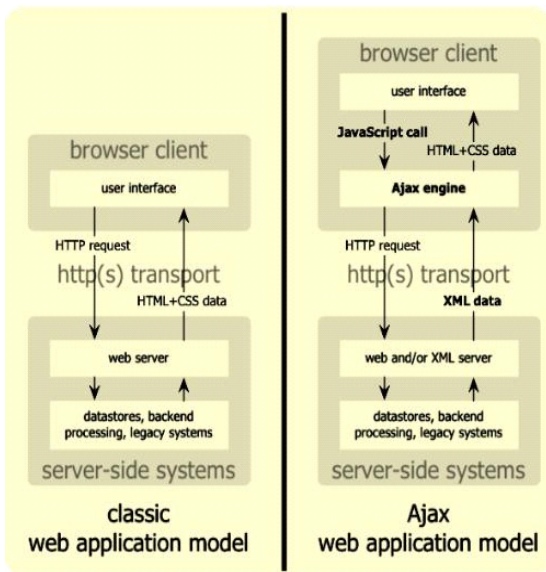 browser client
user interface
HTTP request
http(s) transport
HTML+CSS data
web server
datastores, backend
processing, legacy systems
server-side systems
classic
web application model
browser client
user interface
JavaScript call
HTML+CSS data
Ajax engine
HTTP request
http(s) transport
XML data
web and/or XML server
datastores, backend
processing, legacy systems
server-side systems
Ajax
web application model